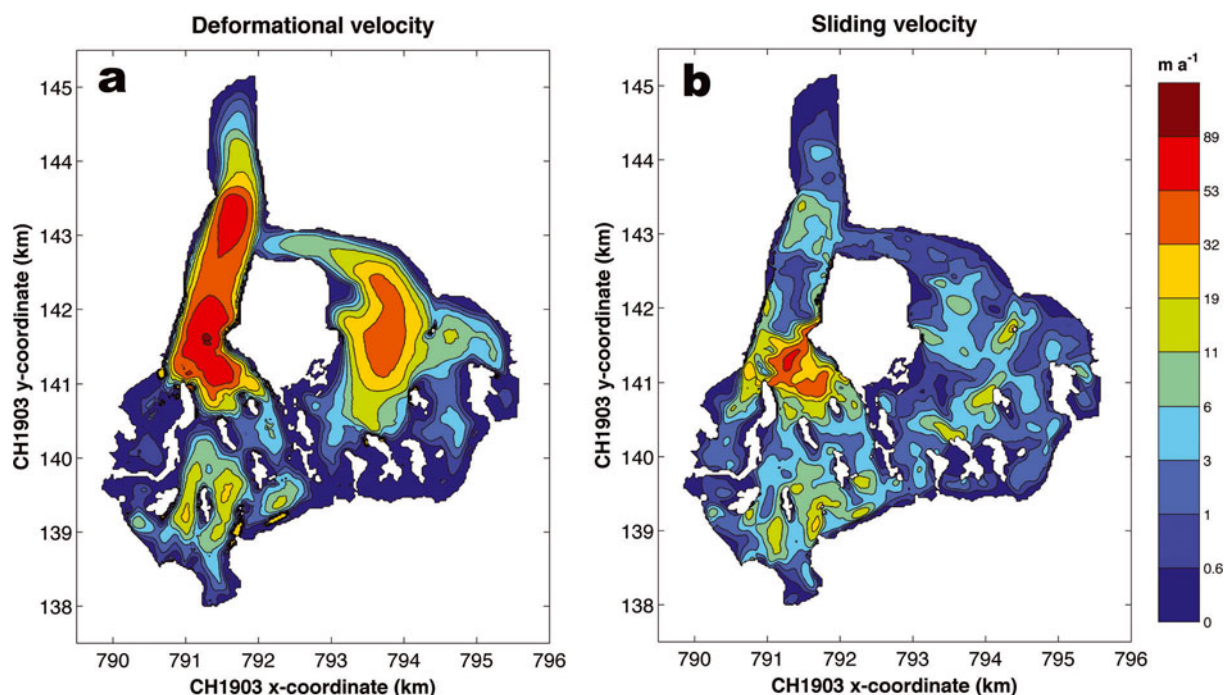 Deformational velocity
Sliding velocity
a
b
m a⁻¹
145
144
143
142
141
140
139
138
CH1903 y-coordinate (km)
790 791 792 793 794 795 796
CH1903 x-coordinate (km)
145
144
143
142
141
140
139
138
CH1903 y-coordinate (km)
790 791 792 793 794 795 796
CH1903 x-coordinate (km)
89
53
32
19
11
6
3
1
0.6
0